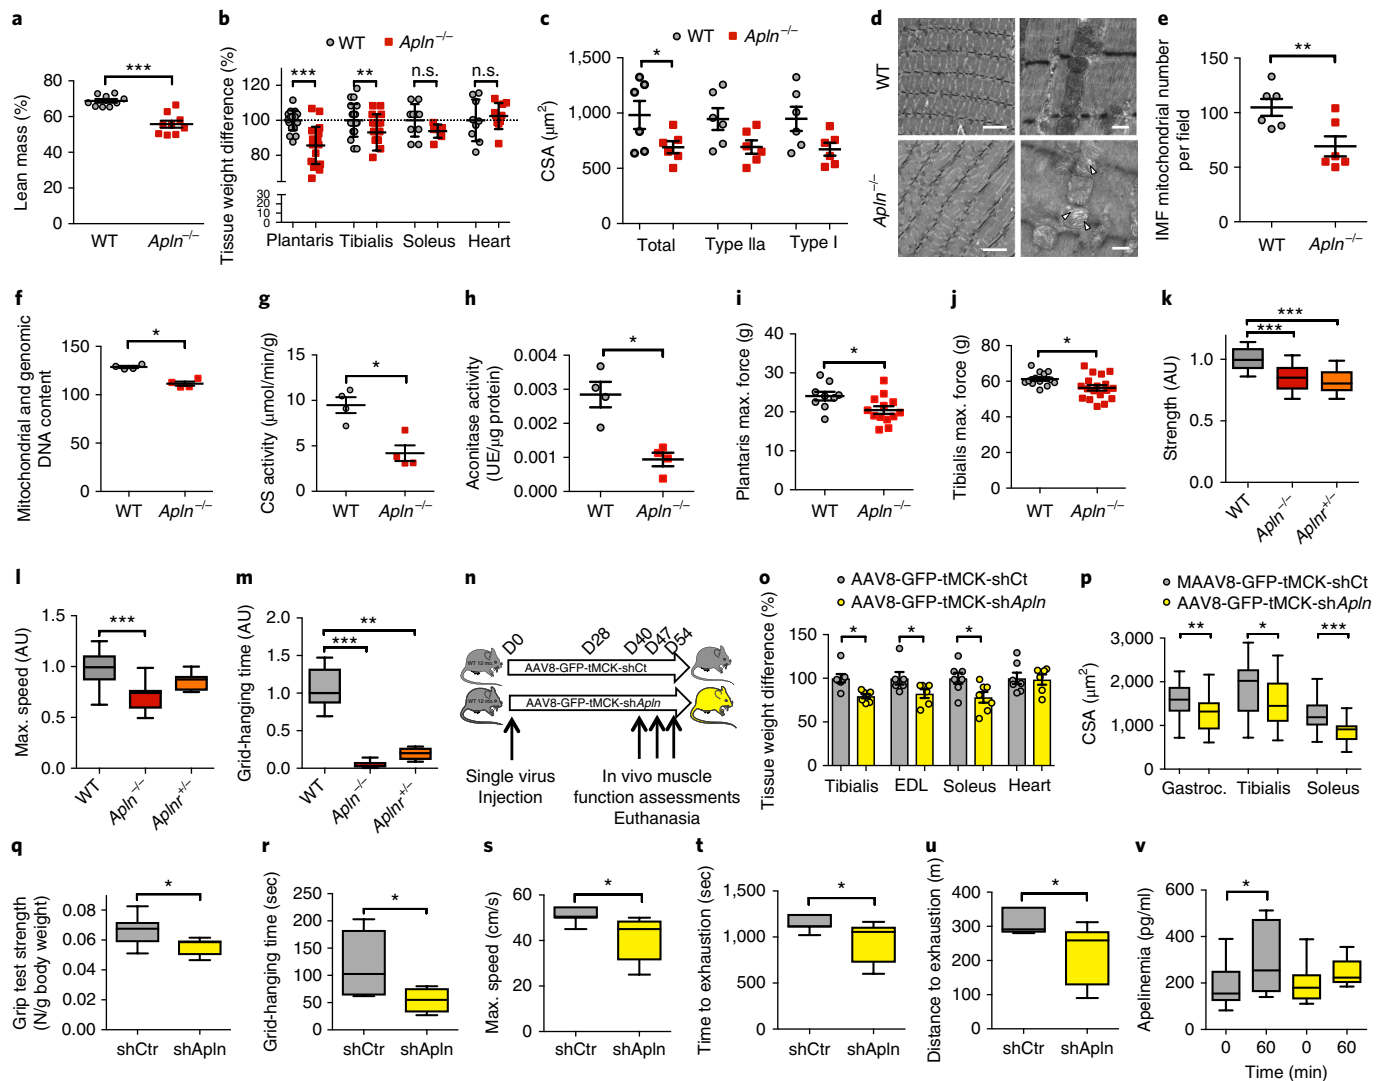 a
Lean mass (%)
80
60
40
20
0
***
WT
Apln−/−
b
WT
Apln−/−
Tissue weight difference (%)
120
100
80
30
20
10
0
***
**
n.s.
n.s.
Plantaris
Tibialis
Soleus
Heart
c
WT
Apln−/−
CSA (μm2)
1,500
1,000
500
0
*
Total
Type IIa
Type I
d
WT
Apln−/−
e
IMF mitochondrial number
per field
150
100
50
0
**
WT
Apln−/−
f
Mitochondrial and genomic
DNA content
150
100
50
0
*
WT
Apln−/−
g
CS activity (μmol/min/g)
15
10
5
0
*
WT
Apln−/−
h
Aconitase activity
(UE/μg protein)
0.004
0.003
0.002
0.001
0.000
*
WT
Apln−/−
i
Plantaris max. force (g)
40
30
20
10
0
*
WT
Apln−/−
j
Tibialis max. force (g)
80
60
40
20
0
*
WT
Apln−/−
k
Strength (AU)
1.0
0.5
0
***
***
WT
Apln−/−
Aplnr+/−
l
Max. speed (AU)
1.5
1.0
0.5
0
***
WT
Apln−/−
Aplnr+/−
m
Grid-hanging time (AU)
2.0
1.5
1.0
0.5
0.0
**
***
WT
Apln−/−
Aplnr+/−
n
D0
D28
D40
D47
D54
WT 12 mo.
AAV8-GFP-tMCK-shCt
WT 12 mo.
AAV8-GFP-tMCK-shApln
Single virus
Injection
In vivo muscle
function assessments
Euthanasia
o
AAV8-GFP-tMCK-shCt
AAV8-GFP-tMCK-shApln
Tissue weight difference (%)
100
50
0
*
*
*
Tibialis
EDL
Soleus
Heart
p
MAAV8-GFP-tMCK-shCt
AAV8-GFP-tMCK-shApln
CSA (μm2)
3,000
2,000
1,000
0
**
*
***
Gastroc.
Tibialis
Soleus
q
Grip test strength
(N/g body weight)
0.08
0.06
0.04
0.02
0.00
*
shCtr
shApln
r
Grid-hanging time (sec)
250
200
150
100
50
0
*
shCtr
shApln
s
Max. speed (cm/s)
60
40
20
0
*
shCtr
shApln
t
Time to exhaustion (sec)
1,500
1,000
500
0
*
shCtr
shApln
u
Distance to exhaustion (m)
400
300
200
100
0
*
shCtr
shApln
v
Apelinemia (pg/ml)
600
400
200
0
*
0
60
0
60
Time (min)